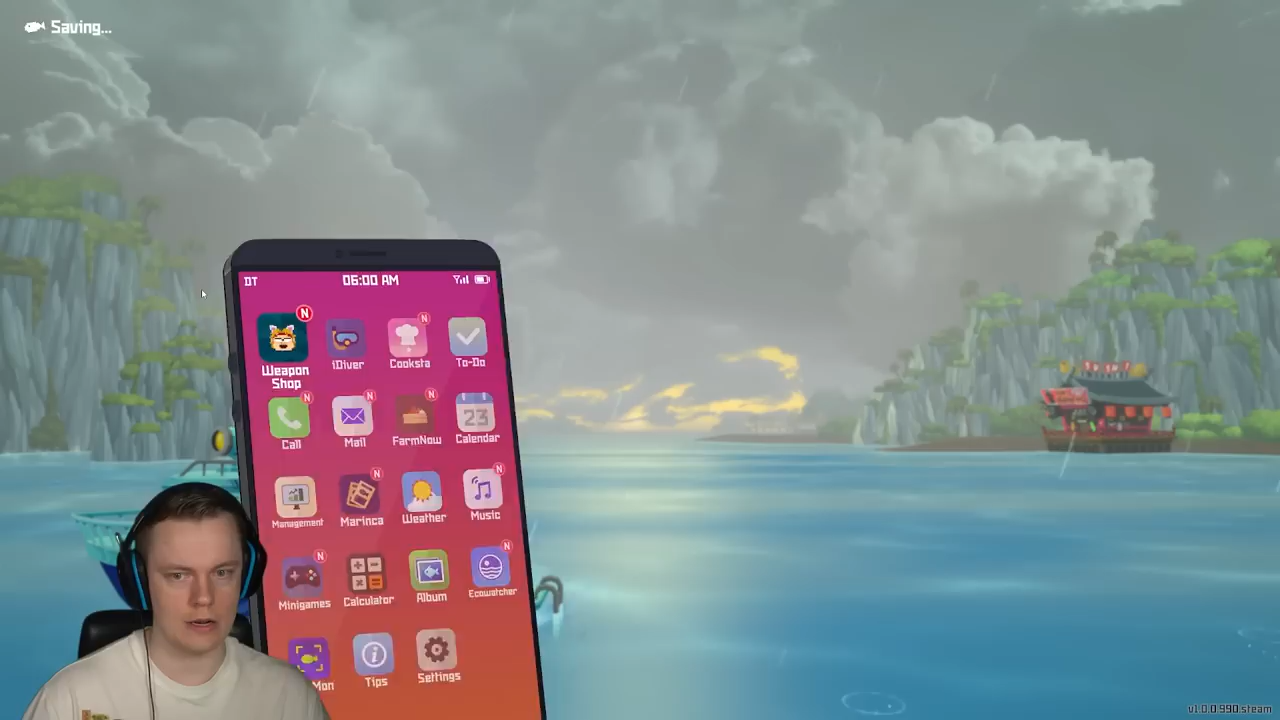 Saving...
DT
06:00 AM
N
Weapon
Shop
iDiver
N
Cooksta
To-Do
N
Call
N
Mail
N
FarmNow
23
Calendar
Management
N
Marinca
Weather
N
Music
N
Minigames
Calculator
Album
N
Ecowatcher
Mon
Tips
Settings
v1.0.0.990.steam